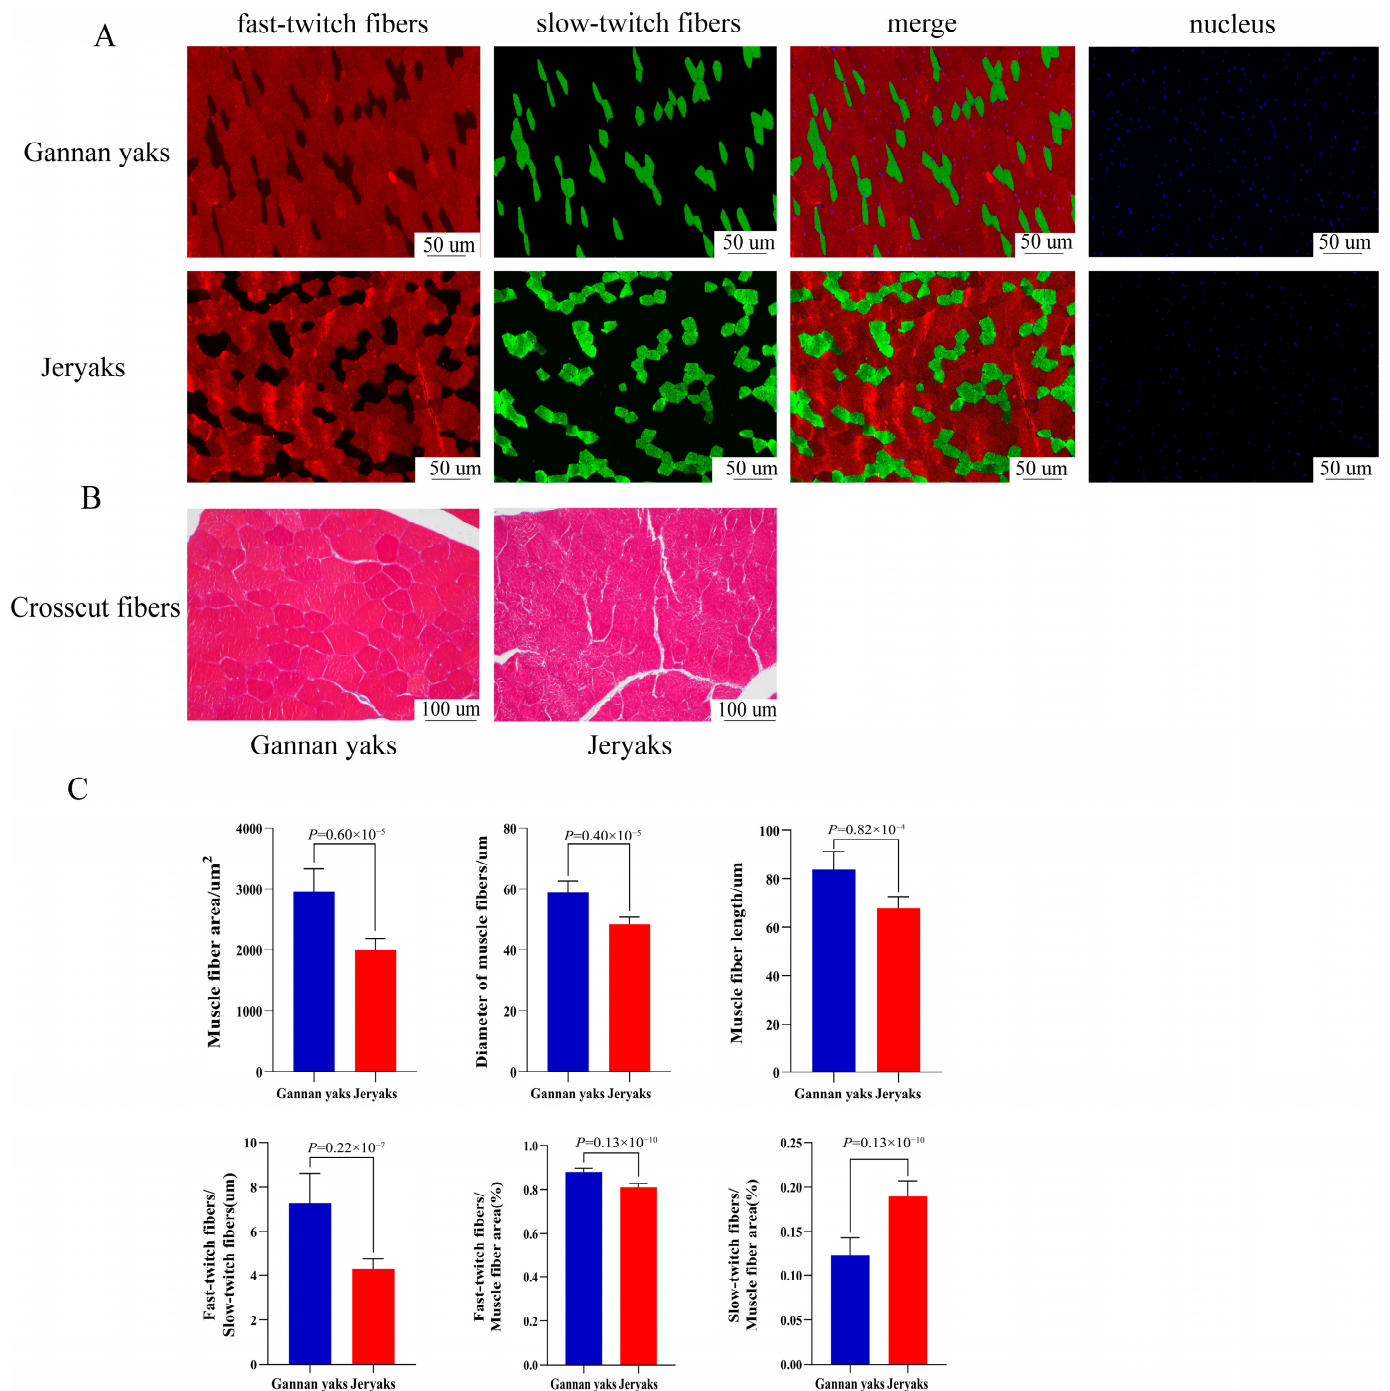 A
fast-twitch fibers
slow-twitch fibers
merge
nucleus
Gannan yaks
50 um
50 um
50 um
50 um
Jeryaks
50 um
50 um
50 um
50 um
B
Crosscut fibers
100 um
100 um
Gannan yaks
Jeryaks
C
Muscle fiber area/um²
4000
3000
2000
1000
0
P=0.60×10⁻⁵
Gannan yaks Jeryaks
Diameter of muscle fibers/um
80
60
40
20
0
P=0.40×10⁻⁵
Gannan yaks Jeryaks
Muscle fiber length/um
100
80
60
40
20
0
P=0.82×10⁻⁴
Gannan yaks Jeryaks
Fast-twitch fibers/
Slow-twitch fibers(um)
10
8
6
4
2
0
P=0.22×10⁻⁷
Gannan yaks Jeryaks
Fast-twitch fibers/
Muscle fiber area(%)
1.0
0.8
0.6
0.4
0.2
0.0
P=0.13×10⁻¹⁰
Gannan yaks Jeryaks
Slow-twitch fibers/
Muscle fiber area(%)
0.25
0.20
0.15
0.10
0.05
0.00
P=0.13×10⁻¹⁰
Gannan yaks Jeryaks